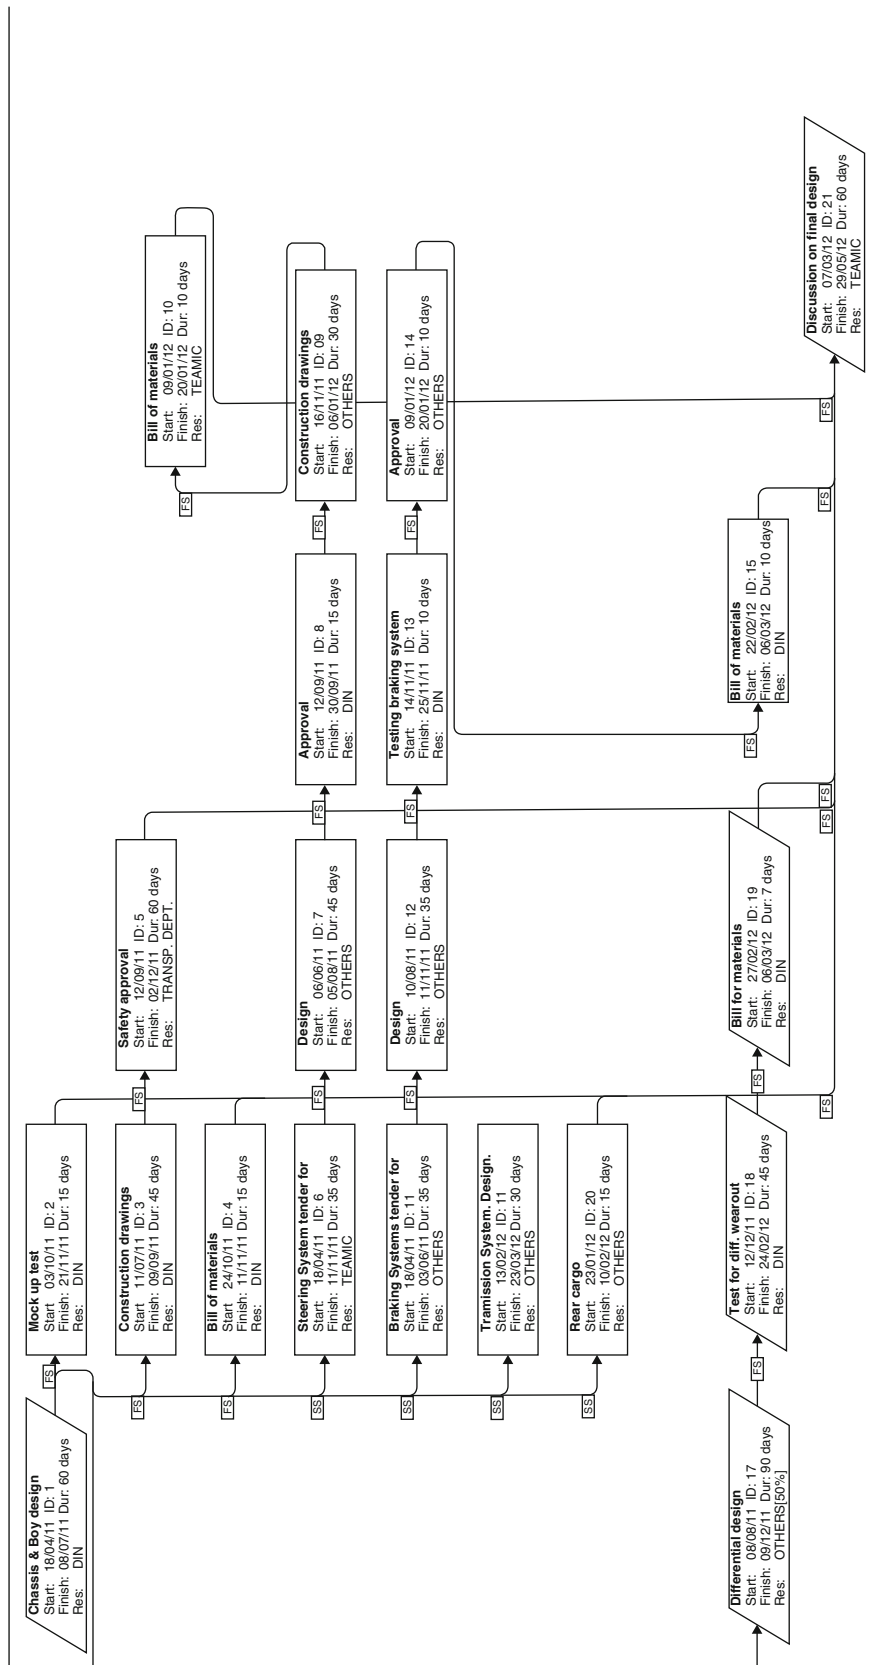 Chassis & Boy design
Start: 18/04/11 ID: 1
Finish: 08/07/11 Dur: 60 days
Res: DIN
FS
Mock up test
Start 03/10/11 ID: 2
Finish: 21/11/11 Dur: 15 days
Res: DIN
FS
Construction drawings
Start 11/07/11 ID: 3
Finish: 09/09/11 Dur: 45 days
Res: DIN
FS
Safety approval
Start: 12/09/11 ID: 5
Finish: 02/12/11 Dur: 60 days
Res: TRANSP. DEPT.
FS
Bill of materials
Start 24/10/11 ID: 4
Finish: 11/11/11 Dur: 15 days
Res: DIN
SS
Steering System tender for
Start: 18/04/11 ID: 6
Finish: 11/11/11 Dur: 35 days
Res: TEAMIC
FS
Design
Start: 06/06/11 ID: 7
Finish: 05/08/11 Dur: 45 days
Res: OTHERS
FS
Approval
Start: 12/09/11 ID: 8
Finish: 30/09/11 Dur: 15 days
Res: DIN
FS
Construction drawings
Start: 16/11/11 ID: 09
Finish: 06/01/12 Dur: 30 days
Res: OTHERS
FS
Bill of materials
Start: 09/01/12 ID: 10
Finish: 20/01/12 Dur: 10 days
Res: TEAMIC
SS
Braking Systems tender for
Start: 18/04/11 ID: 11
Finish: 03/06/11 Dur: 35 days
Res: OTHERS
FS
Design
Start: 10/08/11 ID: 12
Finish: 11/11/11 Dur: 35 days
Res: OTHERS
FS
Testing braking system
Start: 14/11/11 ID: 13
Finish: 25/11/11 Dur: 10 days
Res: DIN
FS
Approval
Start: 09/01/12 ID: 14
Finish: 20/01/12 Dur: 10 days
Res: OTHERS
SS
Tramission System. Design.
Start: 13/02/12 ID: 11
Finish: 23/03/12 Dur: 30 days
Res: OTHERS
SS
Rear cargo
Start: 23/01/12 ID: 20
Finish: 10/02/12 Dur: 15 days
Res: OTHERS
FS
Bill of materials
Start: 22/02/12 ID: 15
Finish: 06/03/12 Dur: 10 days
Res: DIN
Differential design
Start: 08/08/11 ID: 17
Finish: 09/12/11 Dur: 90 days
Res: OTHERS[50%]
FS
Test for diff. wearout
Start: 12/12/11 ID: 18
Finish: 24/02/12 Dur: 45 days
Res: DIN
FS
Bill for materials
Start: 27/02/12 ID: 19
Finish: 06/03/12 Dur: 7 days
Res: DIN
FS
FS
FS
FS
FS
Discussion on final design
Start: 07/03/12 ID: 21
Finish: 29/05/12 Dur: 60 days
Res: TEAMIC